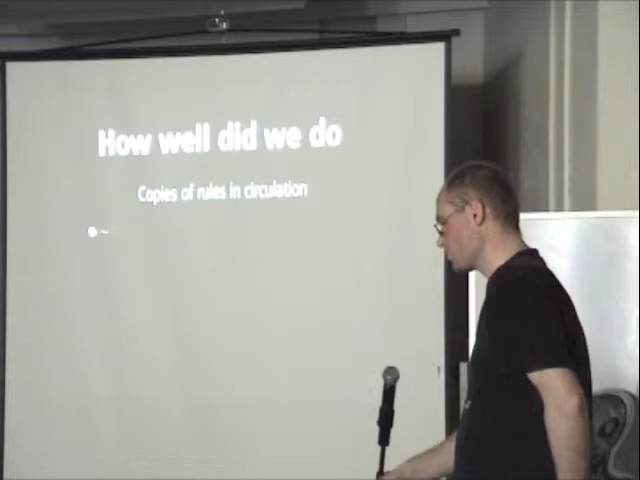 How well did we do
Copies of rules in circulation